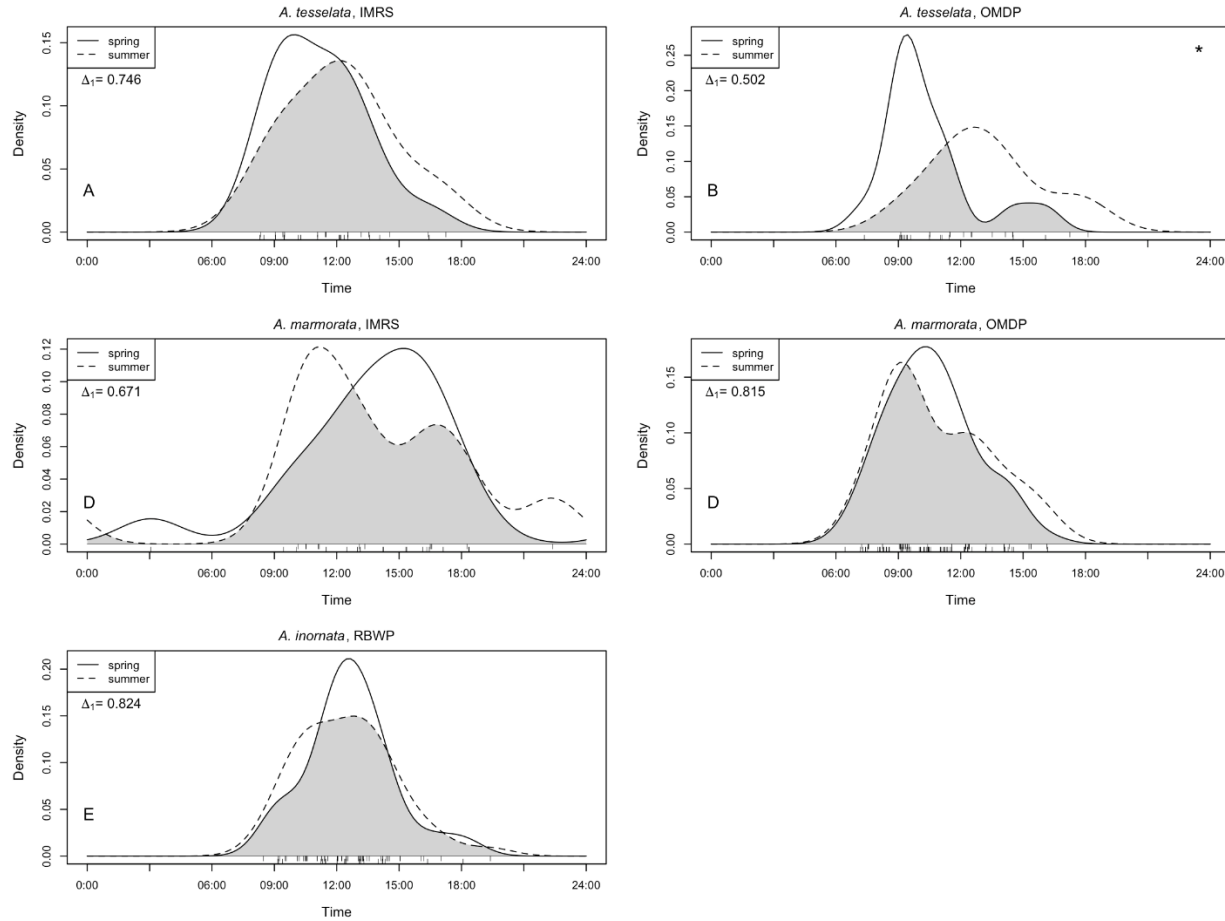 A. tesselata, IMRS
spring
summer
Δ1= 0.746
A
Density
0.00
0.05
0.10
0.15
0:00
06:00
09:00
12:00
15:00
18:00
24:00
Time
A. tesselata, OMDP
spring
summer
Δ1= 0.502
*
B
Density
0.00
0.05
0.10
0.15
0.20
0.25
0:00
06:00
09:00
12:00
15:00
18:00
24:00
Time
A. marmorata, IMRS
spring
summer
Δ1= 0.671
D
Density
0.00
0.02
0.04
0.06
0.08
0.10
0.12
0:00
06:00
09:00
12:00
15:00
18:00
24:00
Time
A. marmorata, OMDP
spring
summer
Δ1= 0.815
D
Density
0.00
0.05
0.10
0.15
0:00
06:00
09:00
12:00
15:00
18:00
24:00
Time
A. inornata, RBWP
spring
summer
Δ1= 0.824
E
Density
0.00
0.05
0.10
0.15
0.20
0:00
06:00
09:00
12:00
15:00
18:00
24:00
Time